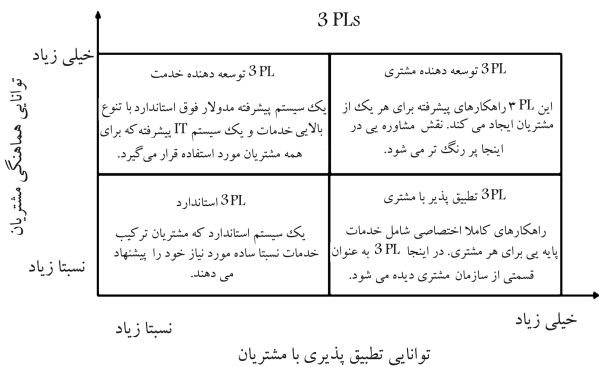 3 PLs
خیلی زیاد
توانایی هماهنگی مشتریان
نسبتا زیاد
3 PL توسعه دهنده خدمت
یک سیستم پیشرفته مدولار فوق استاندارد با تنوع
بالایی خدمات و یک سیستم IT پیشرفته که برای
همه مشتریان مورد استفاده قرار می‌گیرد.
3 PL توسعه دهنده مشتری
این ۳ PL راهکارهای پیشرفته برای هر یک از
مشتریان ایجاد می کند. نقش مشاوره یی در
اینجا پر رنگ تر می شود.
3 PL استاندارد
یک سیستم استاندارد که مشتریان ترکیب
خدمات نسبتا ساده مورد نیاز خود را پیشنهاد
می دهند.
3 PL تطبیق پذیر با مشتری
راهکارهای کاملا اختصاصی شامل خدمات
پایه یی برای هر مشتری. در اینجا 3 PL به عنوان
قسمتی از سازمان مشتری دیده می شود.
نسبتا زیاد
خیلی زیاد
توانایی تطبیق پذیری با مشتریان